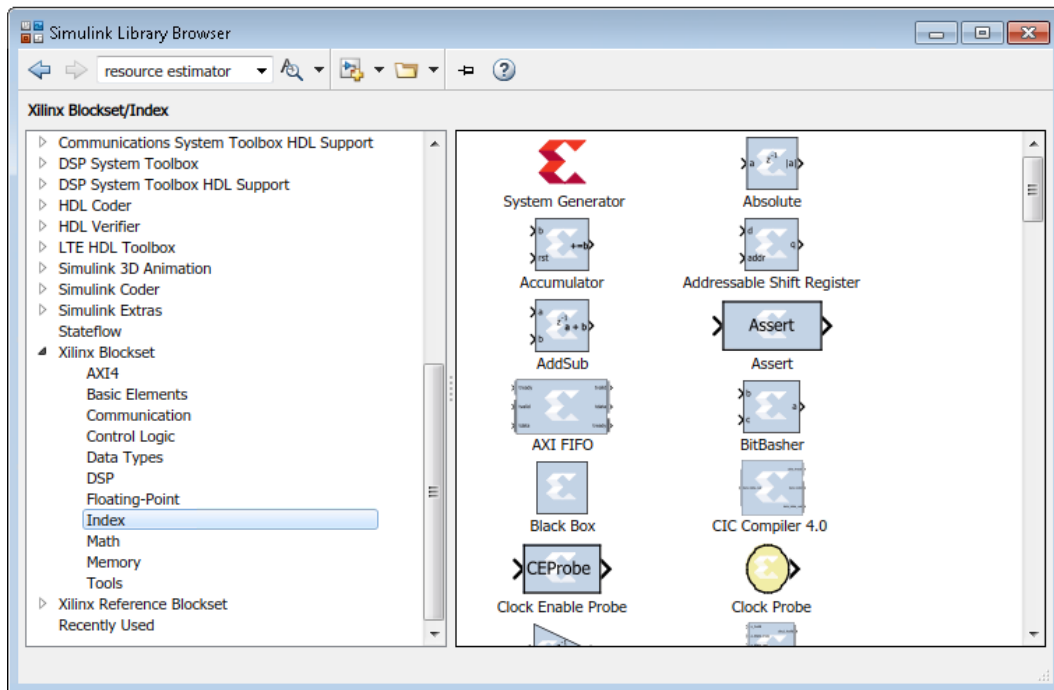 Simulink Library Browser
resource estimator
Xilinx Blockset/Index
Communications System Toolbox HDL Support
DSP System Toolbox
DSP System Toolbox HDL Support
HDL Coder
HDL Verifier
LTE HDL Toolbox
Simulink 3D Animation
Simulink Coder
Simulink Extras
Stateflow
Xilinx Blockset
AXI4
Basic Elements
Communication
Control Logic
Data Types
DSP
Floating-Point
Index
Math
Memory
Tools
Xilinx Reference Blockset
Recently Used
System Generator
a z-1 |a|
Absolute
b
+=b
rst
Accumulator
d
q
addr
Addressable Shift Register
a
z-1
a + b
b
AddSub
Assert
Assert
AXI FIFO
b
a
c
BitBasher
Black Box
CIC Compiler 4.0
CEProbe
Clock Enable Probe
Clock Probe